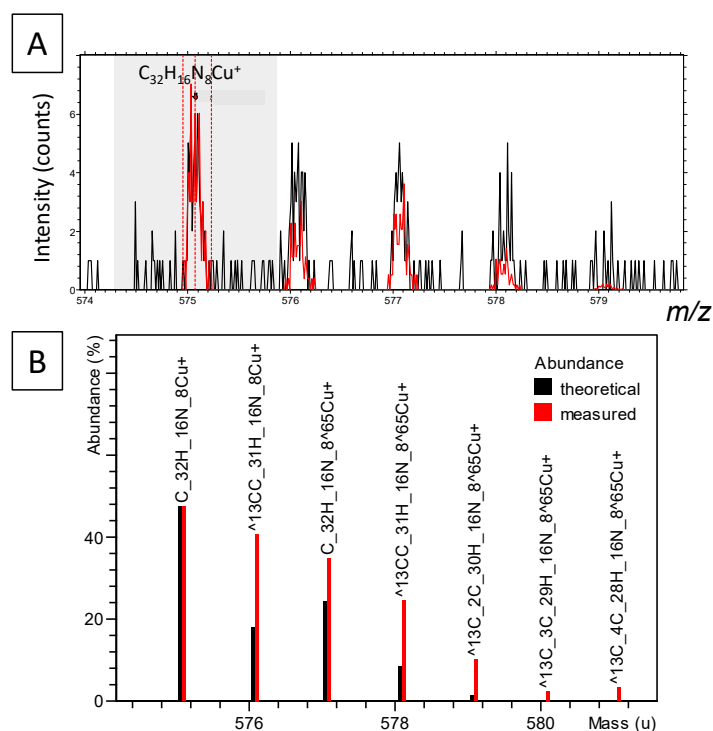 A
C₃₂H₁₆N₈Cu⁺
Intensity (counts)
6
4
2
0
574 575 576 577 578 579
m/z
B
Abundance (%)
40
20
0
C_32H_16N_8Cu+
^13CC_31H_16N_8Cu+
C_32H_16N_8^65Cu+
^13CC_31H_16N_8^65Cu+
^13C_2C_30H_16N_8^65Cu+
^13C_3C_29H_16N_8^65Cu+
^13C_4C_28H_16N_8^65Cu+
Abundance
theoretical
measured
576 578 580 Mass (u)